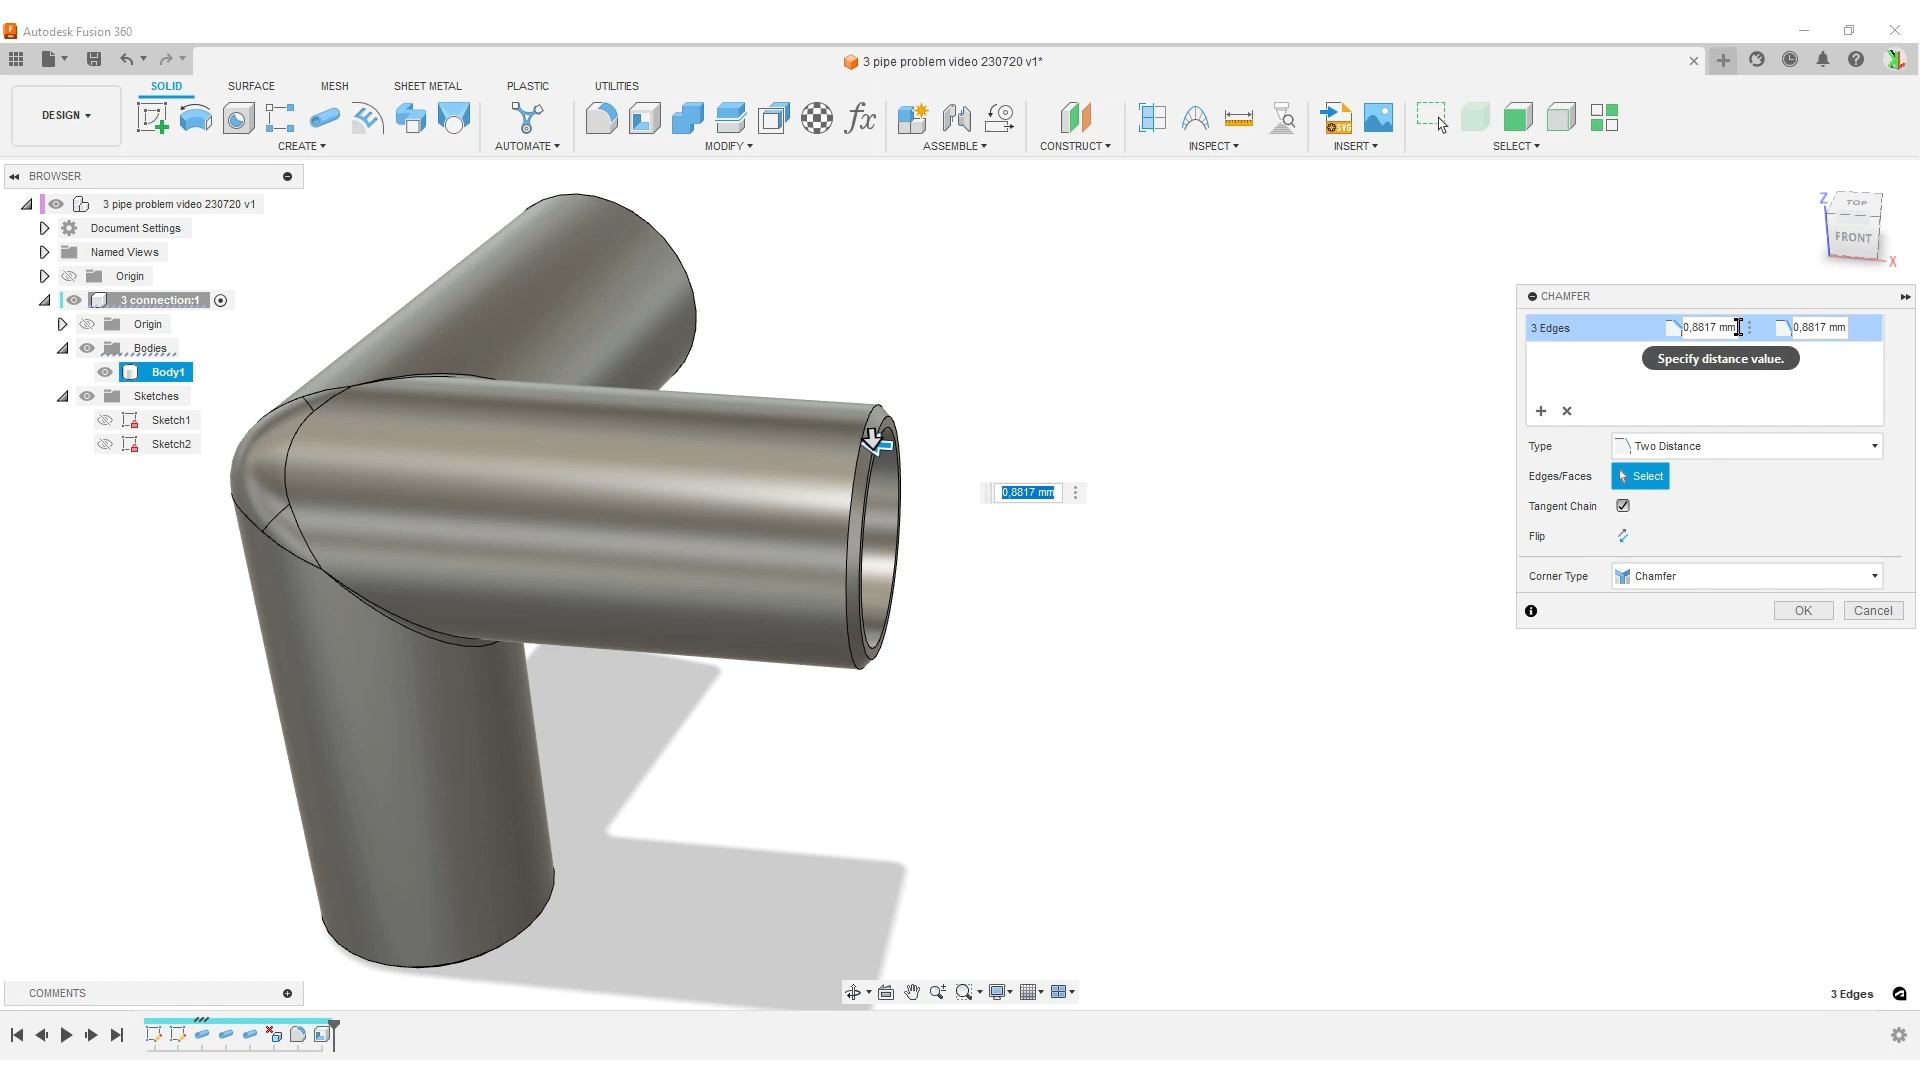 Autodesk Fusion 360
3 pipe problem video 230720 v1*
SOLID SURFACE MESH SHEET METAL PLASTIC UTILITIES
DESIGN
CREATE AUTOMATE MODIFY ASSEMBLE CONSTRUCT INSPECT INSERT SELECT
BROWSER
3 pipe problem video 230720 v1
Document Settings
Named Views
Origin
3 connection:1
Origin
Bodies
Body1
Sketches
Sketch1
Sketch2
Z
TOP
FRONT
X
0,8817 mm
CHAMFER
3 Edges 0,8817 mm 0,8817 mm
Specify distance value.
Type Two Distance
Edges/Faces Select
Tangent Chain
Flip
Corner Type Chamfer
OK Cancel
COMMENTS
3 Edges